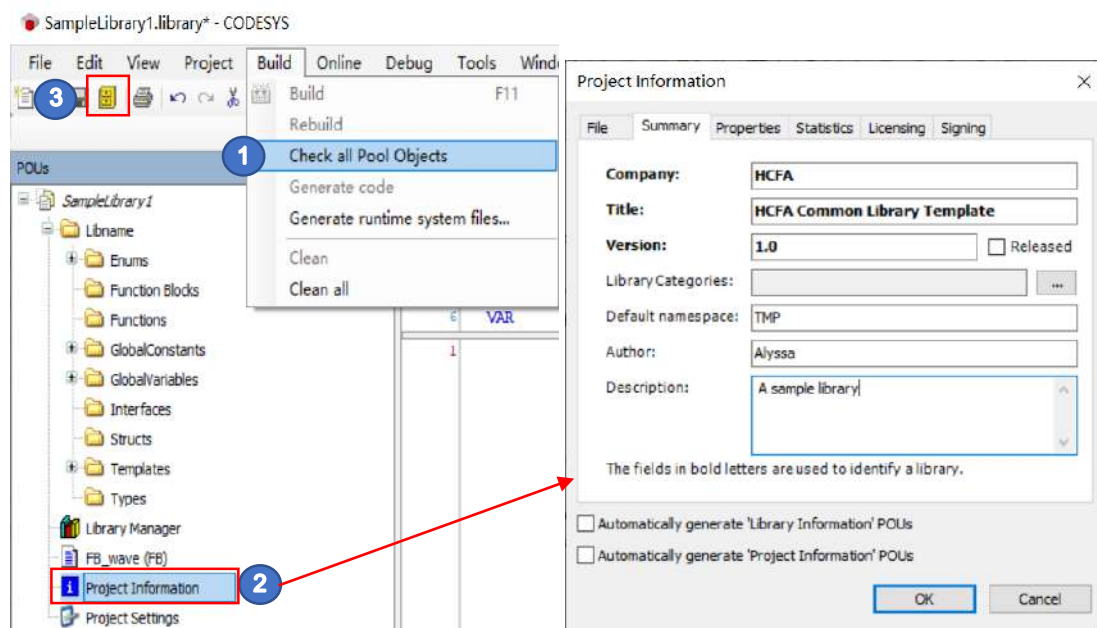 SampleLibrary1.library* - CODESYS
File Edit View Project Build Online Debug Tools Wind
3
Build F11
Rebuild
1
Check all Pool Objects
Generate code
Generate runtime system files...
Clean
Clean all
POUs
SampleLibrary1
Libname
Enums
Function Blocks
Functions
GlobalConstants
GlobalVariables
Interfaces
Structs
Templates
Types
Library Manager
FB_wave (FB)
Project Information
2
Project Settings
6 VAR
1
Project Information
File Summary Properties Statistics Licensing Signing
Company: HCFA
Title: HCFA Common Library Template
Version: 1.0 Released
Library Categories: ...
Default namespace: TMP
Author: Alyssa
Description: A sample library
The fields in bold letters are used to identify a library.
Automatically generate 'Library Information' POUs
Automatically generate 'Project Information' POUs
OK Cancel